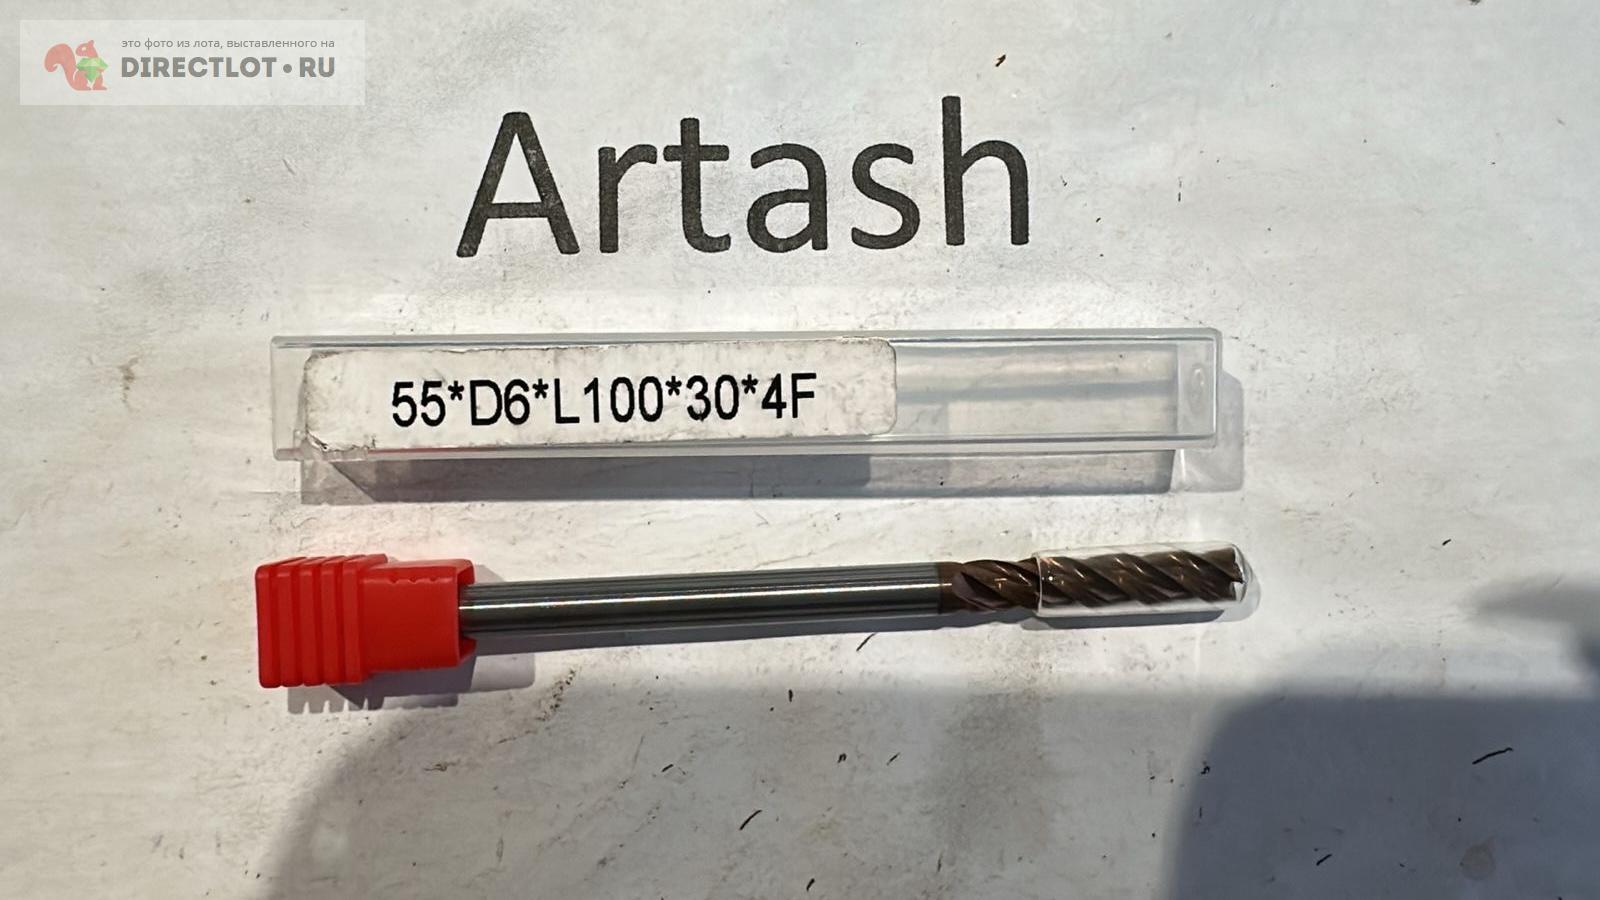 это фото из лота, выставленного на
DIRECTLOT•RU
Artash
55*D6*L100*30*4F